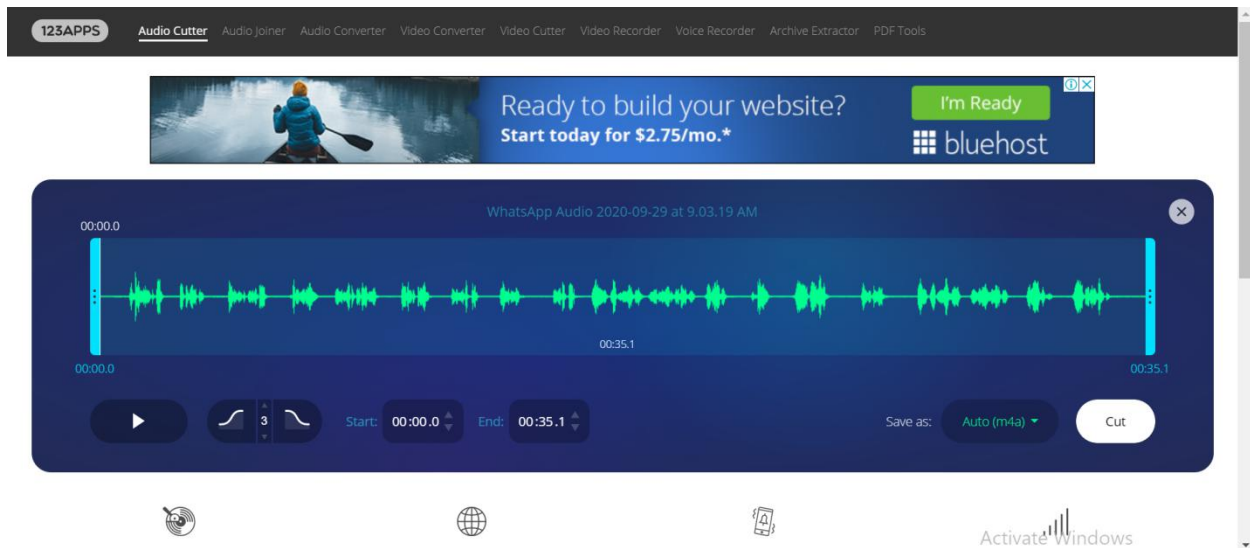 123APPS Audio Cutter Audio Joiner Audio Converter Video Converter Video Cutter Video Recorder Voice Recorder Archive Extractor PDF Tools
Ready to build your website?
Start today for $2.75/mo.*
I'm Ready
bluehost
WhatsApp Audio 2020-09-29 at 9.03.19 AM
00:00.0
00:35.1
00:00.0 00:35.1
3 Start: 00:00.0 End: 00:35.1 Save as: Auto (m4a) Cut
Activate Windows